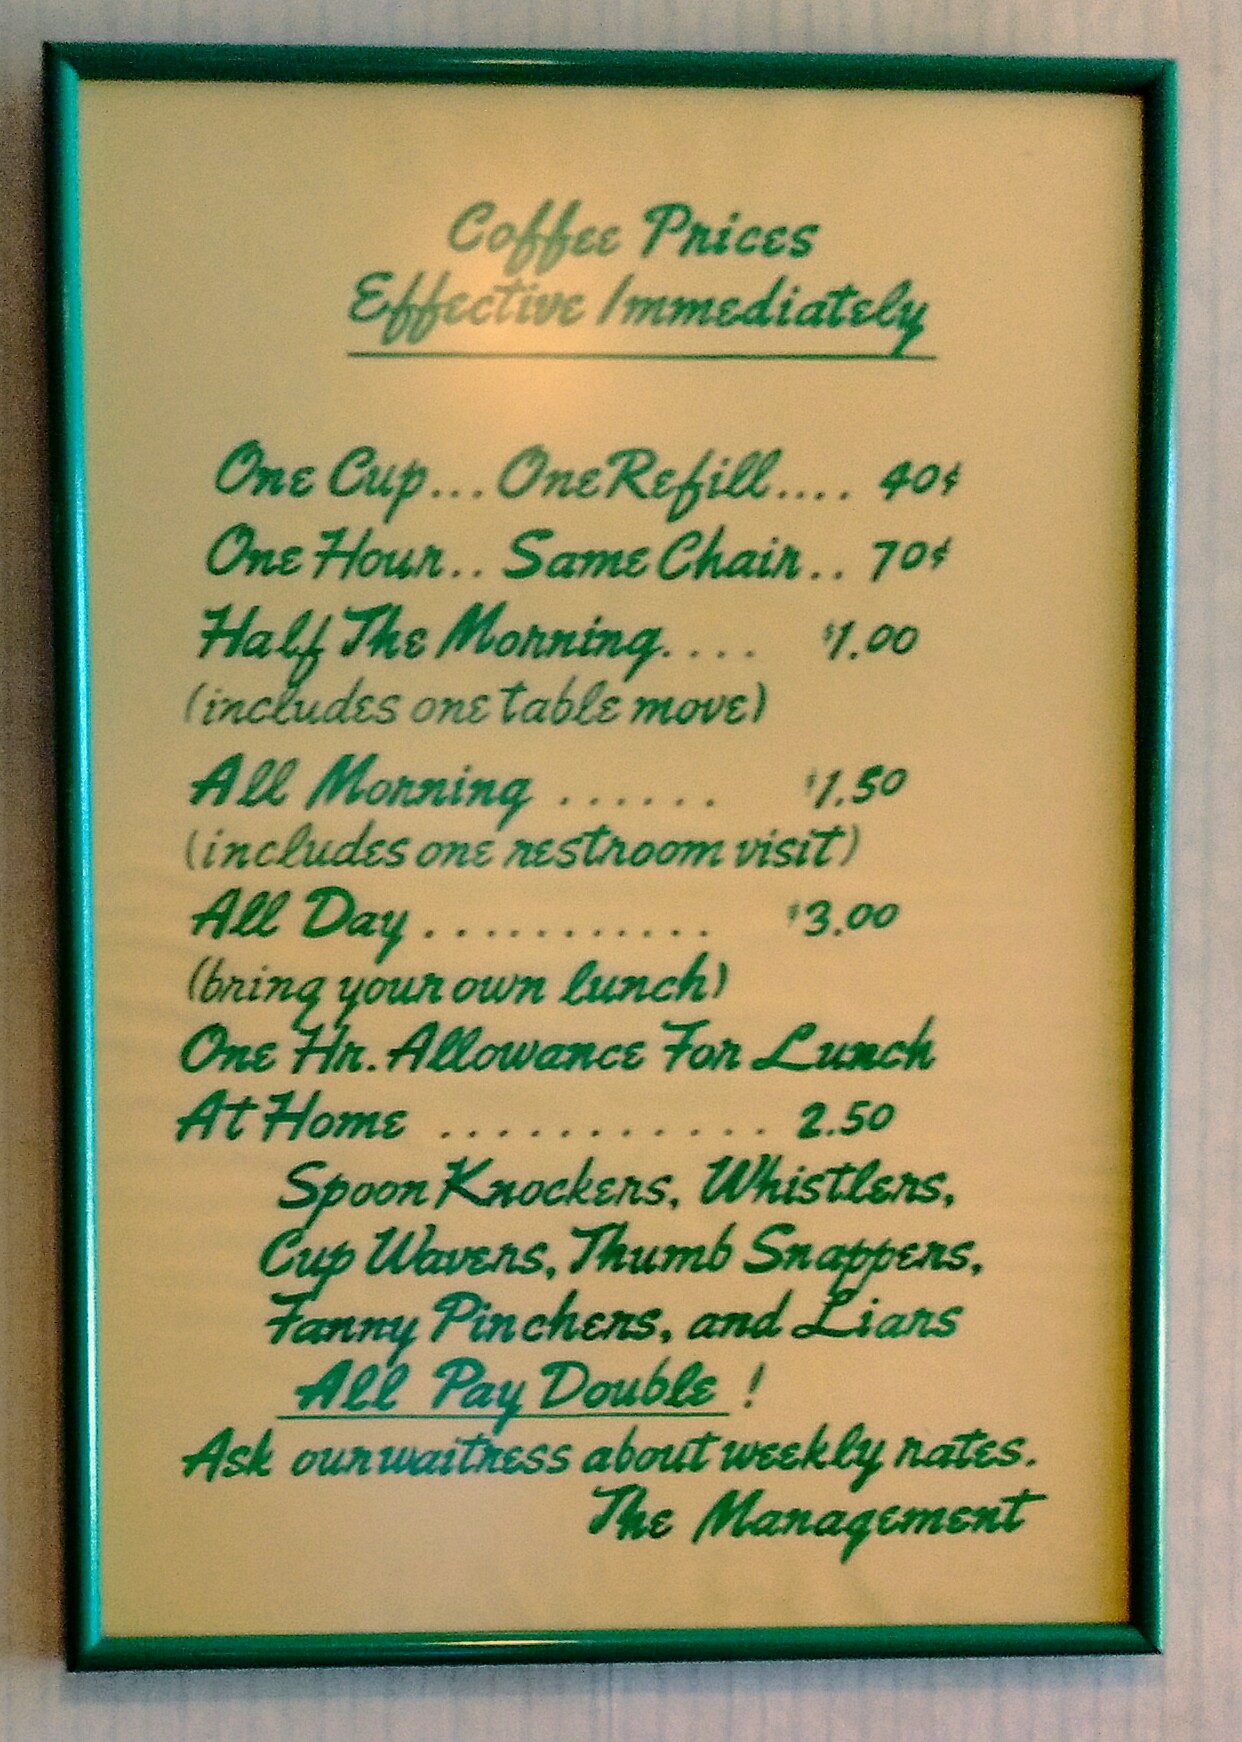 Coffee Prices
Effective Immediately
One Cup... One Refill.... 40¢
One Hour.. Same Chair.. 70¢
Half The Morning.... $1.00
(includes one table move)
All Morning ...... $1.50
(includes one restroom visit)
All Day ........... $3.00
(bring your own lunch)
One Hr. Allowance For Lunch
At Home ............ 2.50
Spoon Knockers, Whistlers,
Cup Wavers, Thumb Snappers,
Fanny Pinchers, and Liars
All Pay Double !
Ask our waitress about weekly rates.
The Management